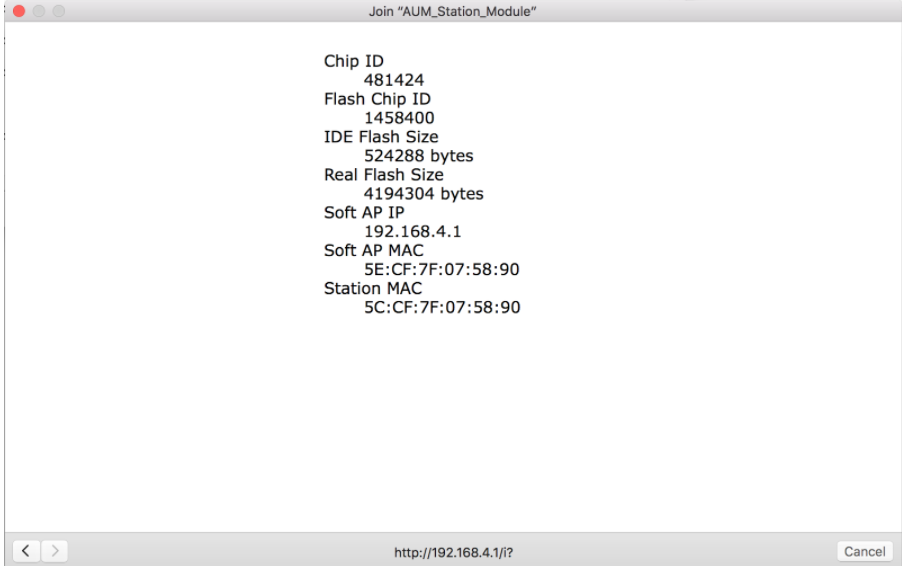 Join “AUM_Station_Module”
Chip ID
481424
Flash Chip ID
1458400
IDE Flash Size
524288 bytes
Real Flash Size
4194304 bytes
Soft AP IP
192.168.4.1
Soft AP MAC
5E:CF:7F:07:58:90
Station MAC
5C:CF:7F:07:58:90
http://192.168.4.1/i?
Cancel